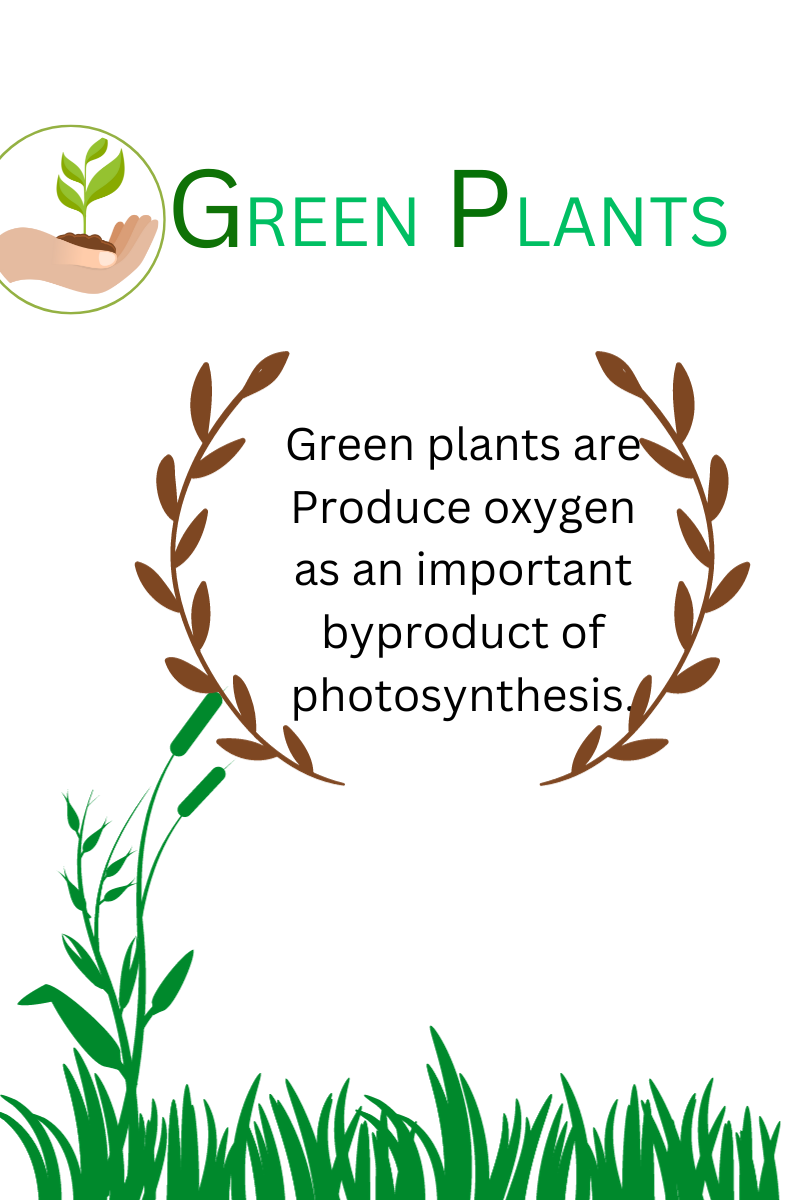 Green Plants
Green plants are
Produce oxygen
as an important
byproduct of
photosynthesis.